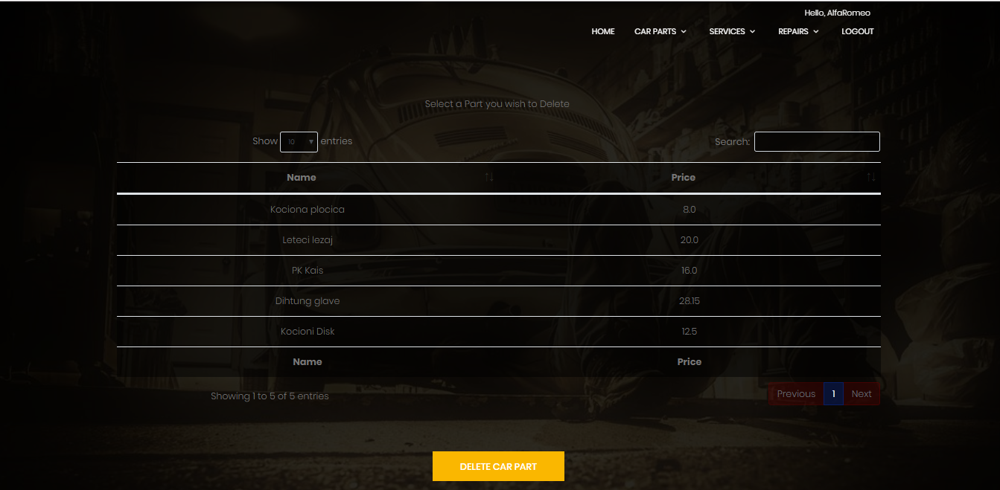 Hello, AlfaRomeo
HOME CAR PARTS SERVICES REPAIRS LOGOUT
Select a Part you wish to Delete
Show 10 entries Search:
Name Price
Kociona plocica 8.0
Leteci lezaj 20.0
PK Kais 16.0
Dihtung glave 28.15
Kocioni Disk 12.5
Name Price
Showing 1 to 5 of 5 entries Previous 1 Next
DELETE CAR PART